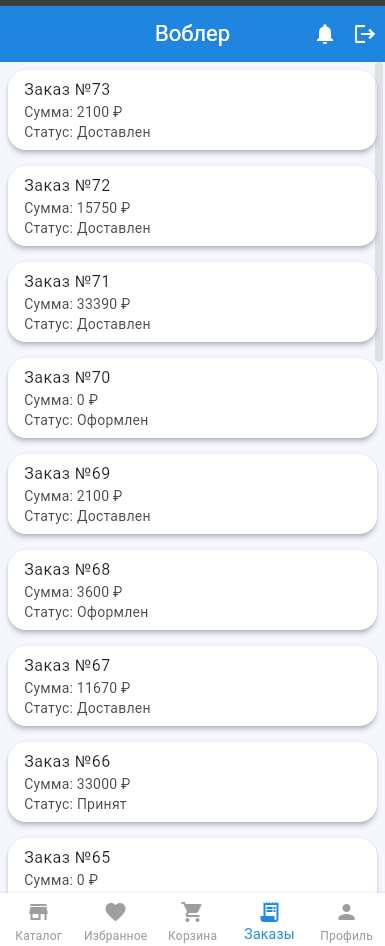 Воблер
Заказ №73
Сумма: 2100 ₽
Статус: Доставлен
Заказ №72
Сумма: 15750 ₽
Статус: Доставлен
Заказ №71
Сумма: 33390 ₽
Статус: Доставлен
Заказ №70
Сумма: 0 ₽
Статус: Оформлен
Заказ №69
Сумма: 2100 ₽
Статус: Доставлен
Заказ №68
Сумма: 3600 ₽
Статус: Оформлен
Заказ №67
Сумма: 11670 ₽
Статус: Доставлен
Заказ №66
Сумма: 33000 ₽
Статус: Принят
Заказ №65
Сумма: 0 ₽
Каталог Избранное Корзина Заказы Профиль